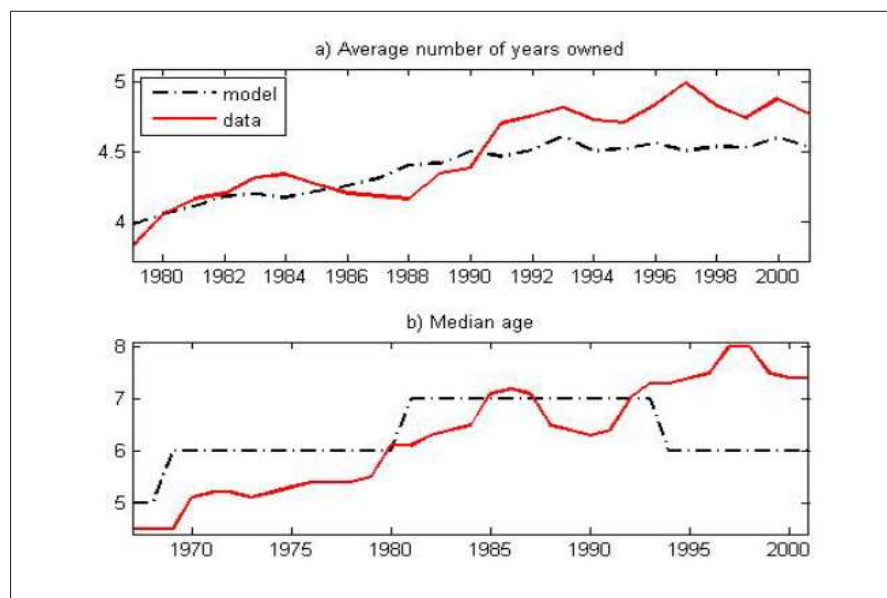 a) Average number of years owned
5
4.5
4
model
data
1980 1982 1984 1986 1988 1990 1992 1994 1996 1998 2000
b) Median age
8
7
6
5
1970 1975 1980 1985 1990 1995 2000